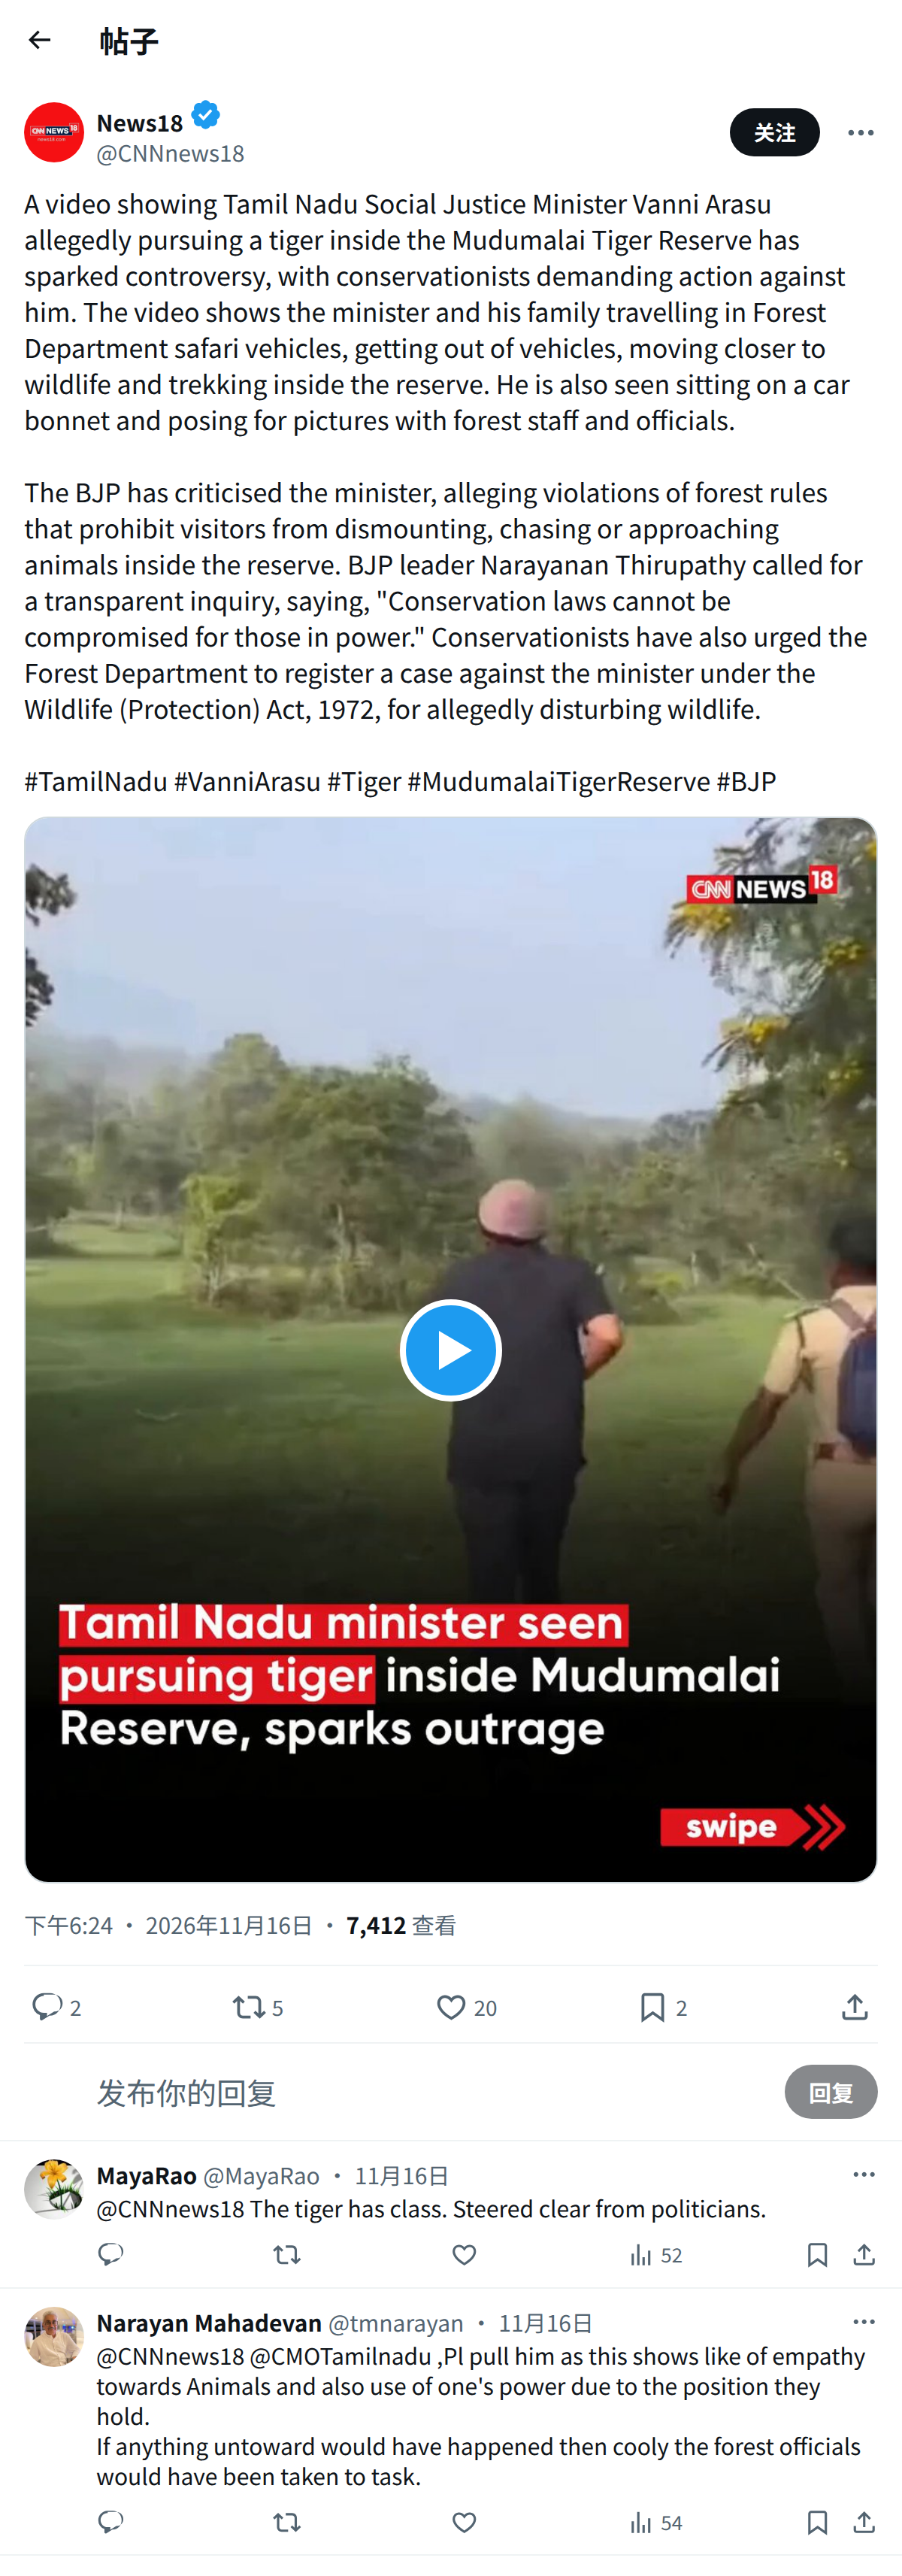 帖子
CNN NEWS 18
news18.com
News18
@CNNnews18
关注
A video showing Tamil Nadu Social Justice Minister Vanni Arasu
allegedly pursuing a tiger inside the Mudumalai Tiger Reserve has
sparked controversy, with conservationists demanding action against
him. The video shows the minister and his family travelling in Forest
Department safari vehicles, getting out of vehicles, moving closer to
wildlife and trekking inside the reserve. He is also seen sitting on a car
bonnet and posing for pictures with forest staff and officials.
The BJP has criticised the minister, alleging violations of forest rules
that prohibit visitors from dismounting, chasing or approaching
animals inside the reserve. BJP leader Narayanan Thirupathy called for
a transparent inquiry, saying, "Conservation laws cannot be
compromised for those in power." Conservationists have also urged the
Forest Department to register a case against the minister under the
Wildlife (Protection) Act, 1972, for allegedly disturbing wildlife.
#TamilNadu #VanniArasu #Tiger #MudumalaiTigerReserve #BJP
CNN NEWS 18
Tamil Nadu minister seen
pursuing tiger inside Mudumalai
Reserve, sparks outrage
swipe
下午6:24 · 2026年11月16日 · 7,412 查看
2 5 20 2
发布你的回复
回复
MayaRao @MayaRao · 11月16日
@CNNnews18 The tiger has class. Steered clear from politicians.
52
Narayan Mahadevan @tmnarayan · 11月16日
@CNNnews18 @CMOTamilnadu ,Pl pull him as this shows like of empathy
towards Animals and also use of one's power due to the position they
hold.
If anything untoward would have happened then cooly the forest officials
would have been taken to task.
54